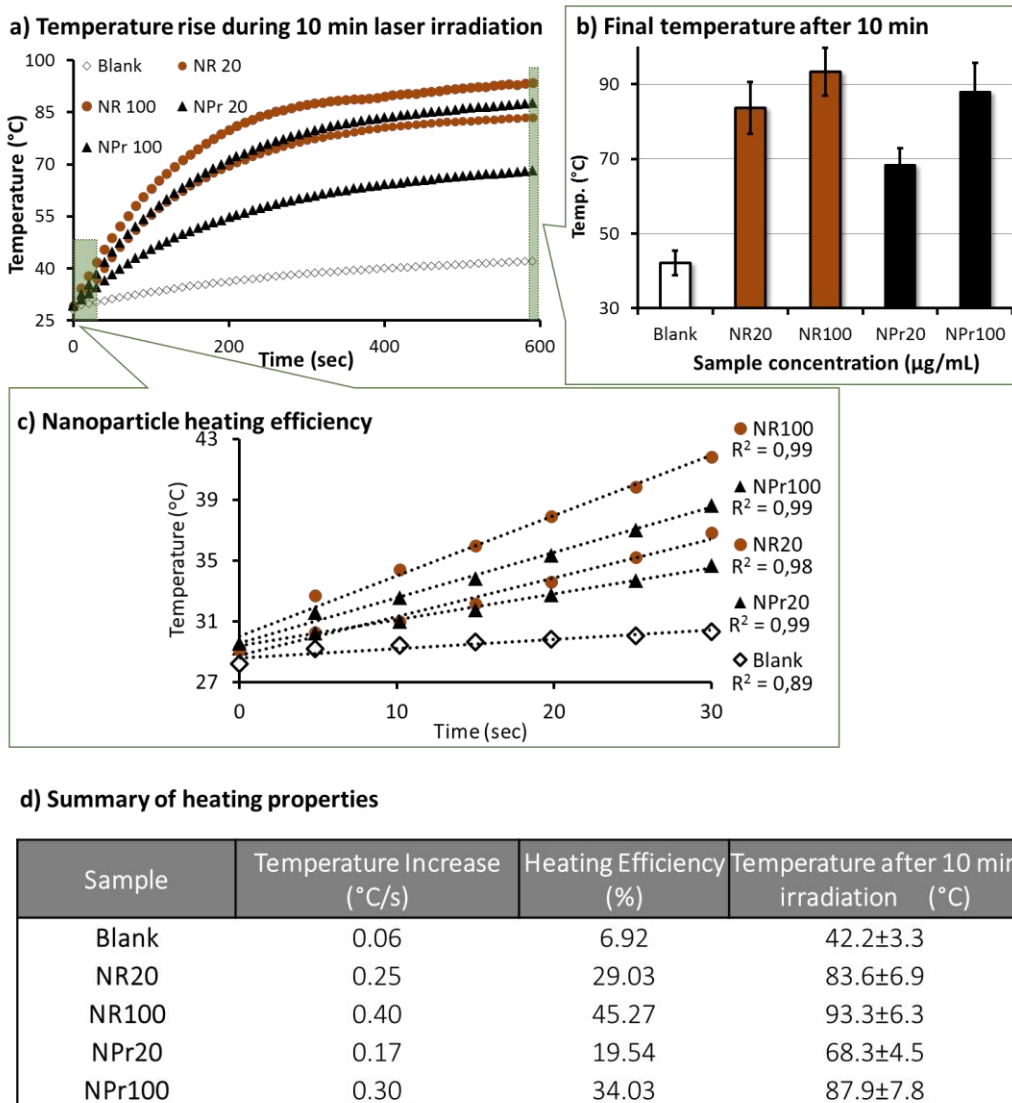 a) Temperature rise during 10 min laser irradiation
100
85
70
55
40
25
Temperature (°C)
Blank
NR 20
NR 100
NPr 20
NPr 100
0
200
400
600
Time (sec)
b) Final temperature after 10 min
90
70
50
30
Temp. (°C)
Blank
NR20
NR100
NPr20
NPr100
Sample concentration (µg/mL)
c) Nanoparticle heating efficiency
43
39
35
31
27
Temperature (°C)
0
10
20
30
Time (sec)
NR100
R² = 0,99
NPr100
R² = 0,99
NR20
R² = 0,98
NPr20
R² = 0,99
Blank
R² = 0,89
d) Summary of heating properties
Sample
Temperature Increase
(°C/s)
Heating Efficiency
(%)
Temperature after 10 min
irradiation (°C)
Blank 0.06 6.92 42.2±3.3
NR20 0.25 29.03 83.6±6.9
NR100 0.40 45.27 93.3±6.3
NPr20 0.17 19.54 68.3±4.5
NPr100 0.30 34.03 87.9±7.8